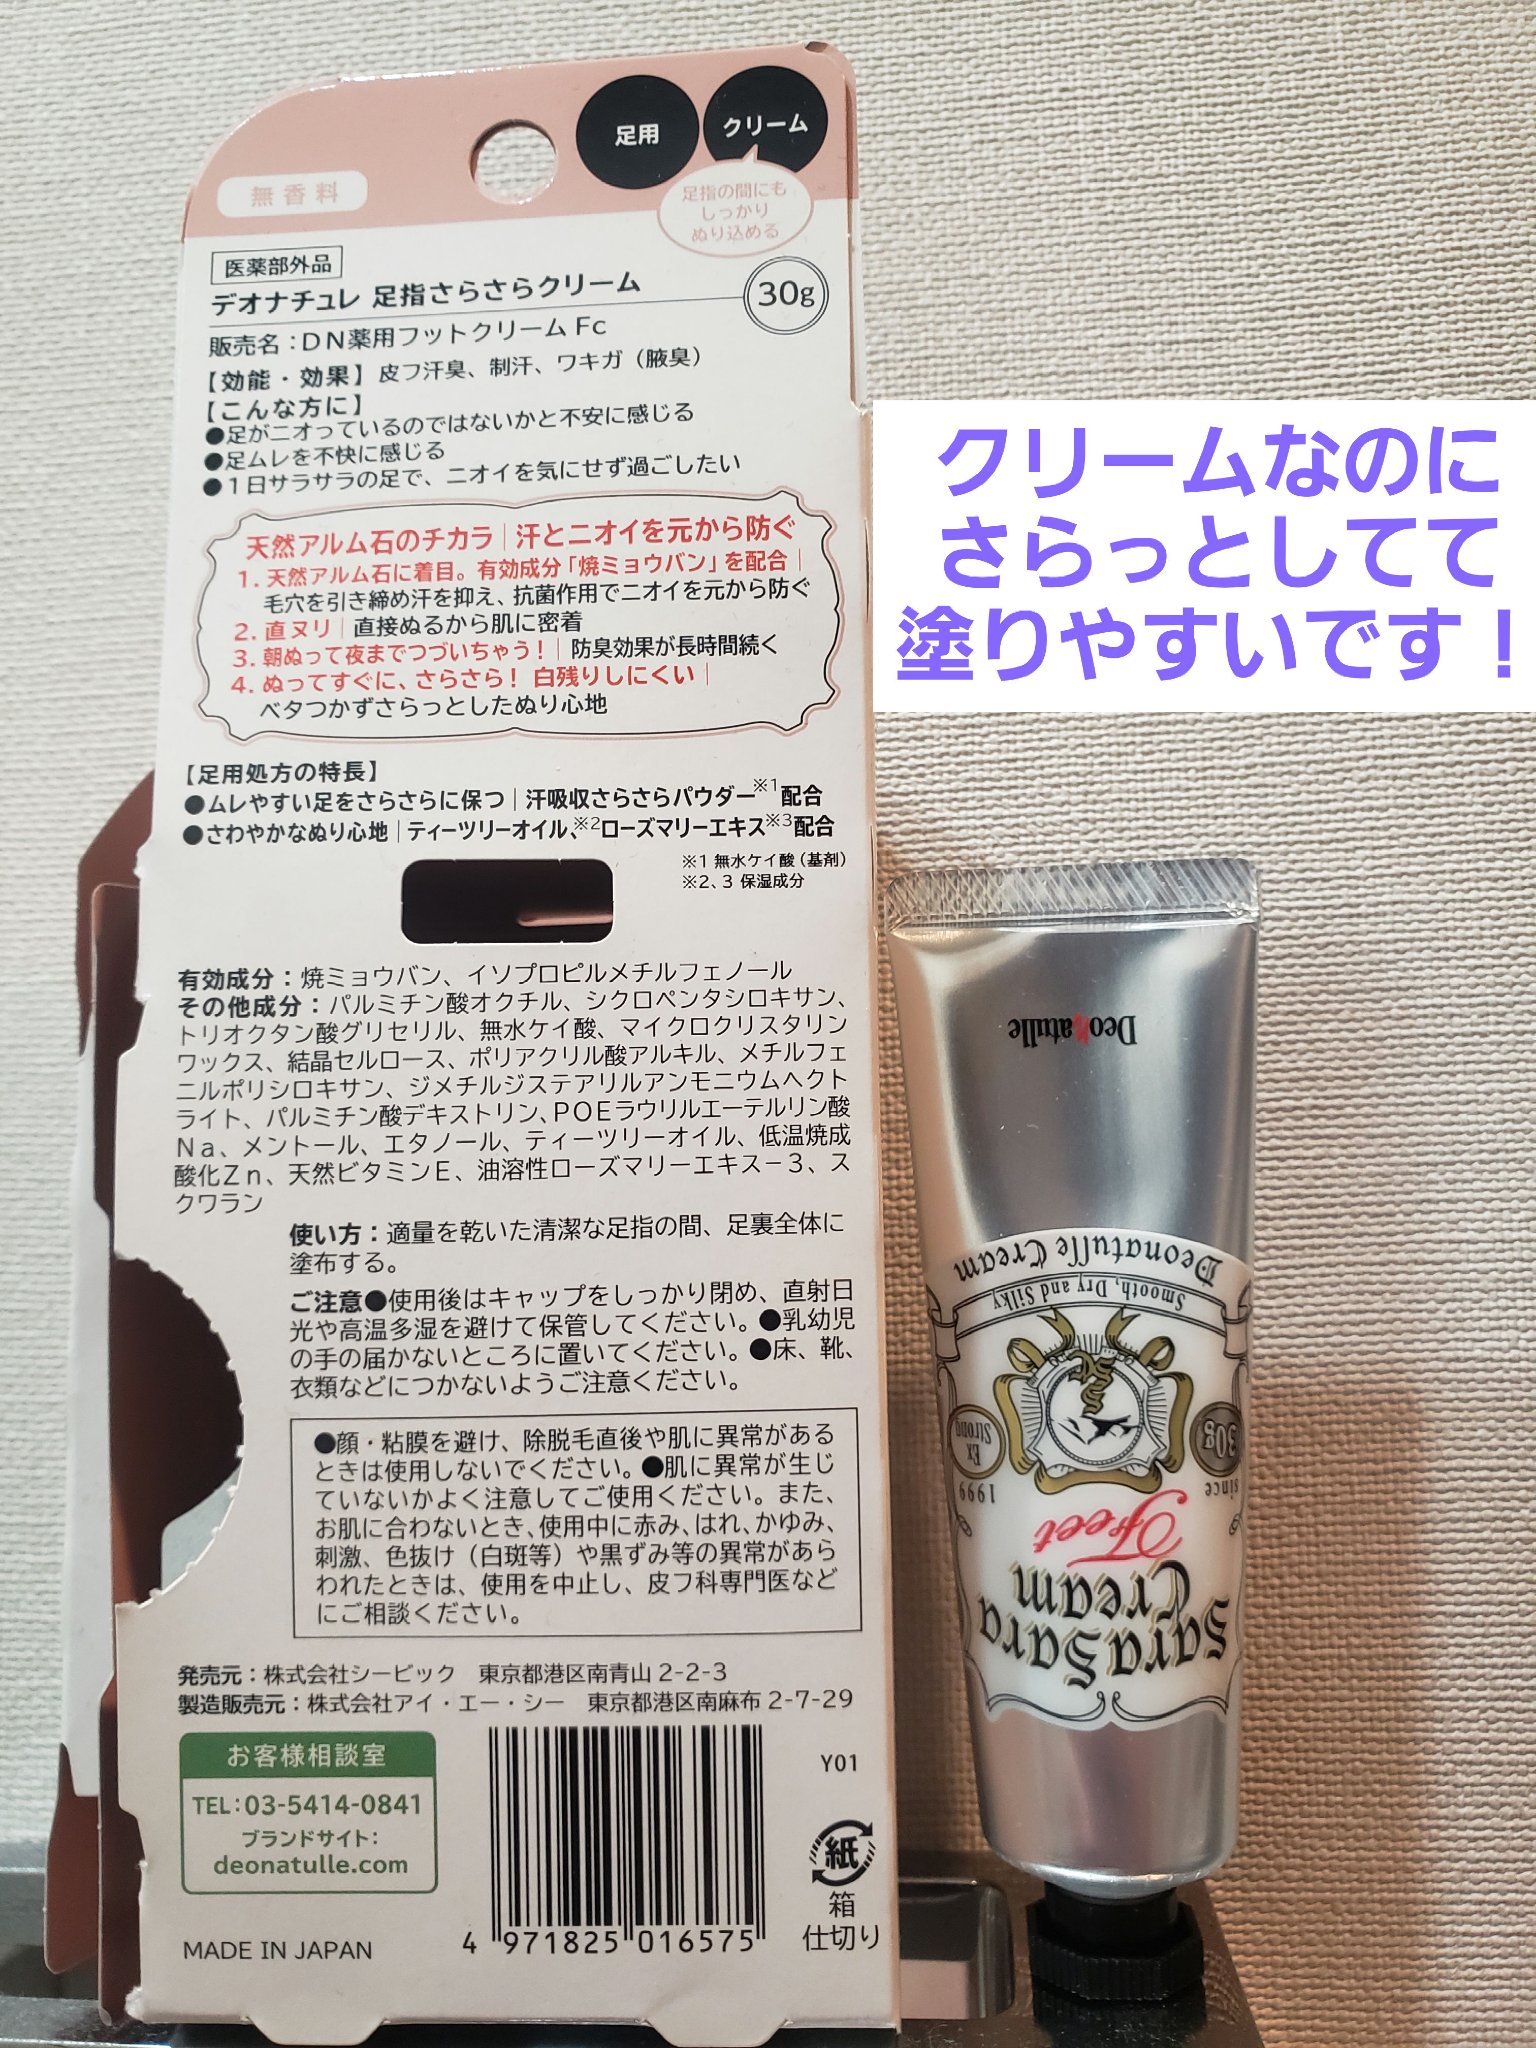 足用
クリーム
無香料
足指の間にも
しっかり
ぬり込める
医薬部外品
デオナチュレ 足指さらさらクリーム
30g
販売名：DN薬用フットクリーム Fc
【効能・効果】皮フ汗臭、制汗、ワキガ（腋臭）
【こんな方に】
●足がニオっているのではないかと不安に感じる
●足ムレを不快に感じる
●1日サラサラの足で、ニオイを気にせず過ごしたい
天然アルム石のチカラ｜汗とニオイを元から防ぐ
1. 天然アルム石に着目。有効成分「焼ミョウバン」を配合｜
毛穴を引き締め汗を抑え、抗菌作用でニオイを元から防ぐ
2. 直ヌリ｜直接ぬるから肌に密着
3. 朝ぬって夜までつづいちゃう！｜防臭効果が長時間続く
4. ぬってすぐに、さらさら！ 白残りしにくい｜
ベタつかずさらっとしたぬり心地
【足用処方の特長】
●ムレやすい足をさらさらに保つ｜汗吸収さらさらパウダー※1配合
●さわやかなぬり心地｜ティーツリーオイル、※2ローズマリーエキス※3配合
※1 無水ケイ酸（基剤）
※2、3 保湿成分
有効成分：焼ミョウバン、イソプロピルメチルフェノール
その他成分：パルミチン酸オクチル、シクロペンタシロキサン、
トリオクタン酸グリセリル、無水ケイ酸、マイクロクリスタリン
ワックス、結晶セルロース、ポリアクリル酸アルキル、メチルフェ
ニルポリシロキサン、ジメチルジステアリルアンモニウムヘクト
ライト、パルミチン酸デキストリン、POEラウリルエーテルリン酸
Na、メントール、エタノール、ティーツリーオイル、低温焼成
酸化Zn、天然ビタミンE、油溶性ローズマリーエキス－3、ス
クワラン
使い方：適量を乾いた清潔な足指の間、足裏全体に
塗布する。
ご注意●使用後はキャップをしっかり閉め、直射日
光や高温多湿を避けて保管してください。●乳幼児
の手の届かないところに置いてください。●床、靴、
衣類などにつかないようご注意ください。
●顔・粘膜を避け、除脱毛直後や肌に異常がある
ときは使用しないでください。●肌に異常が生じ
ていないかよく注意してご使用ください。また、
お肌に合わないとき、使用中に赤み、はれ、かゆみ、
刺激、色抜け（白斑等）や黒ずみ等の異常があら
われたときは、使用を中止し、皮フ科専門医など
にご相談ください。
発売元：株式会社シービック 東京都港区南青山 2-2-3
製造販売元：株式会社アイ・エー・シー 東京都港区南麻布 2-7-29
お客様相談室
TEL：03-5414-0841
ブランドサイト：
deonatulle.com
MADE IN JAPAN
4 971825 016575
Y01
紙
箱
仕切り
クリームなのに
さらっとしてて
塗りやすいです！
SaraSara
Cream
Feet
since 1999
30g
Ex
Strong
Smooth, Dry and Silky
Deonatulle Cream
Deonatulle